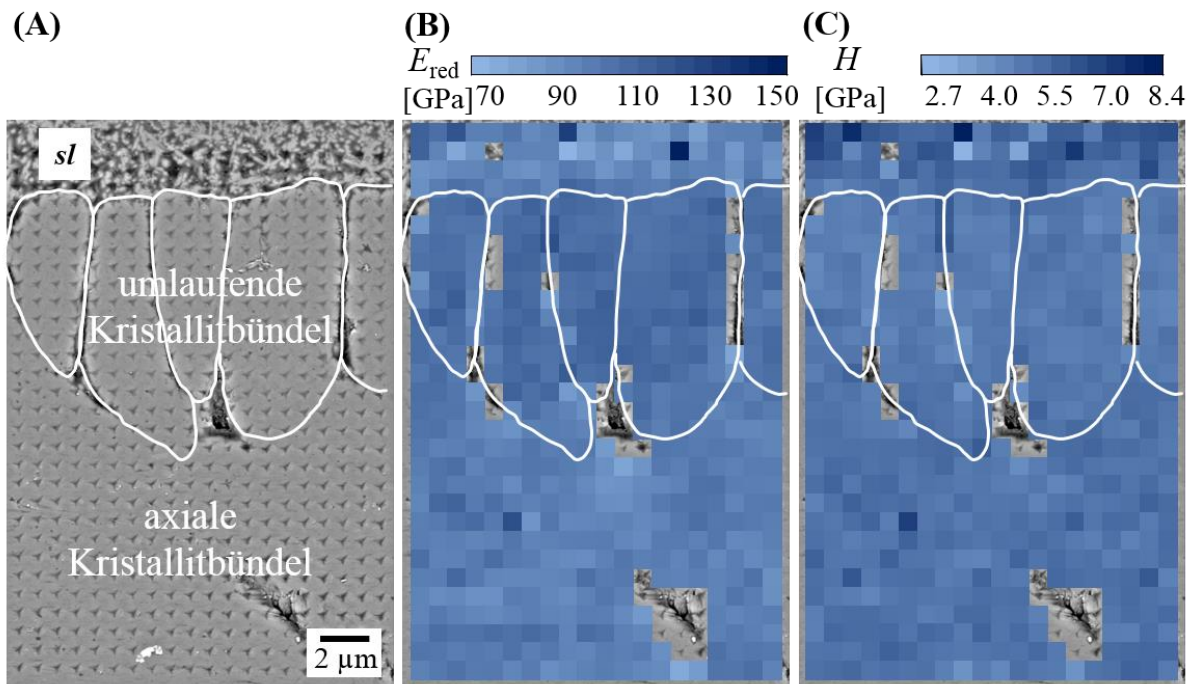 (A)
(B)
(C)
E_red
[GPa]
70 90 110 130 150
H
[GPa]
2.7 4.0 5.5 7.0 8.4
sl
umlaufende
Kristallitbündel
axiale
Kristallitbündel
2 µm